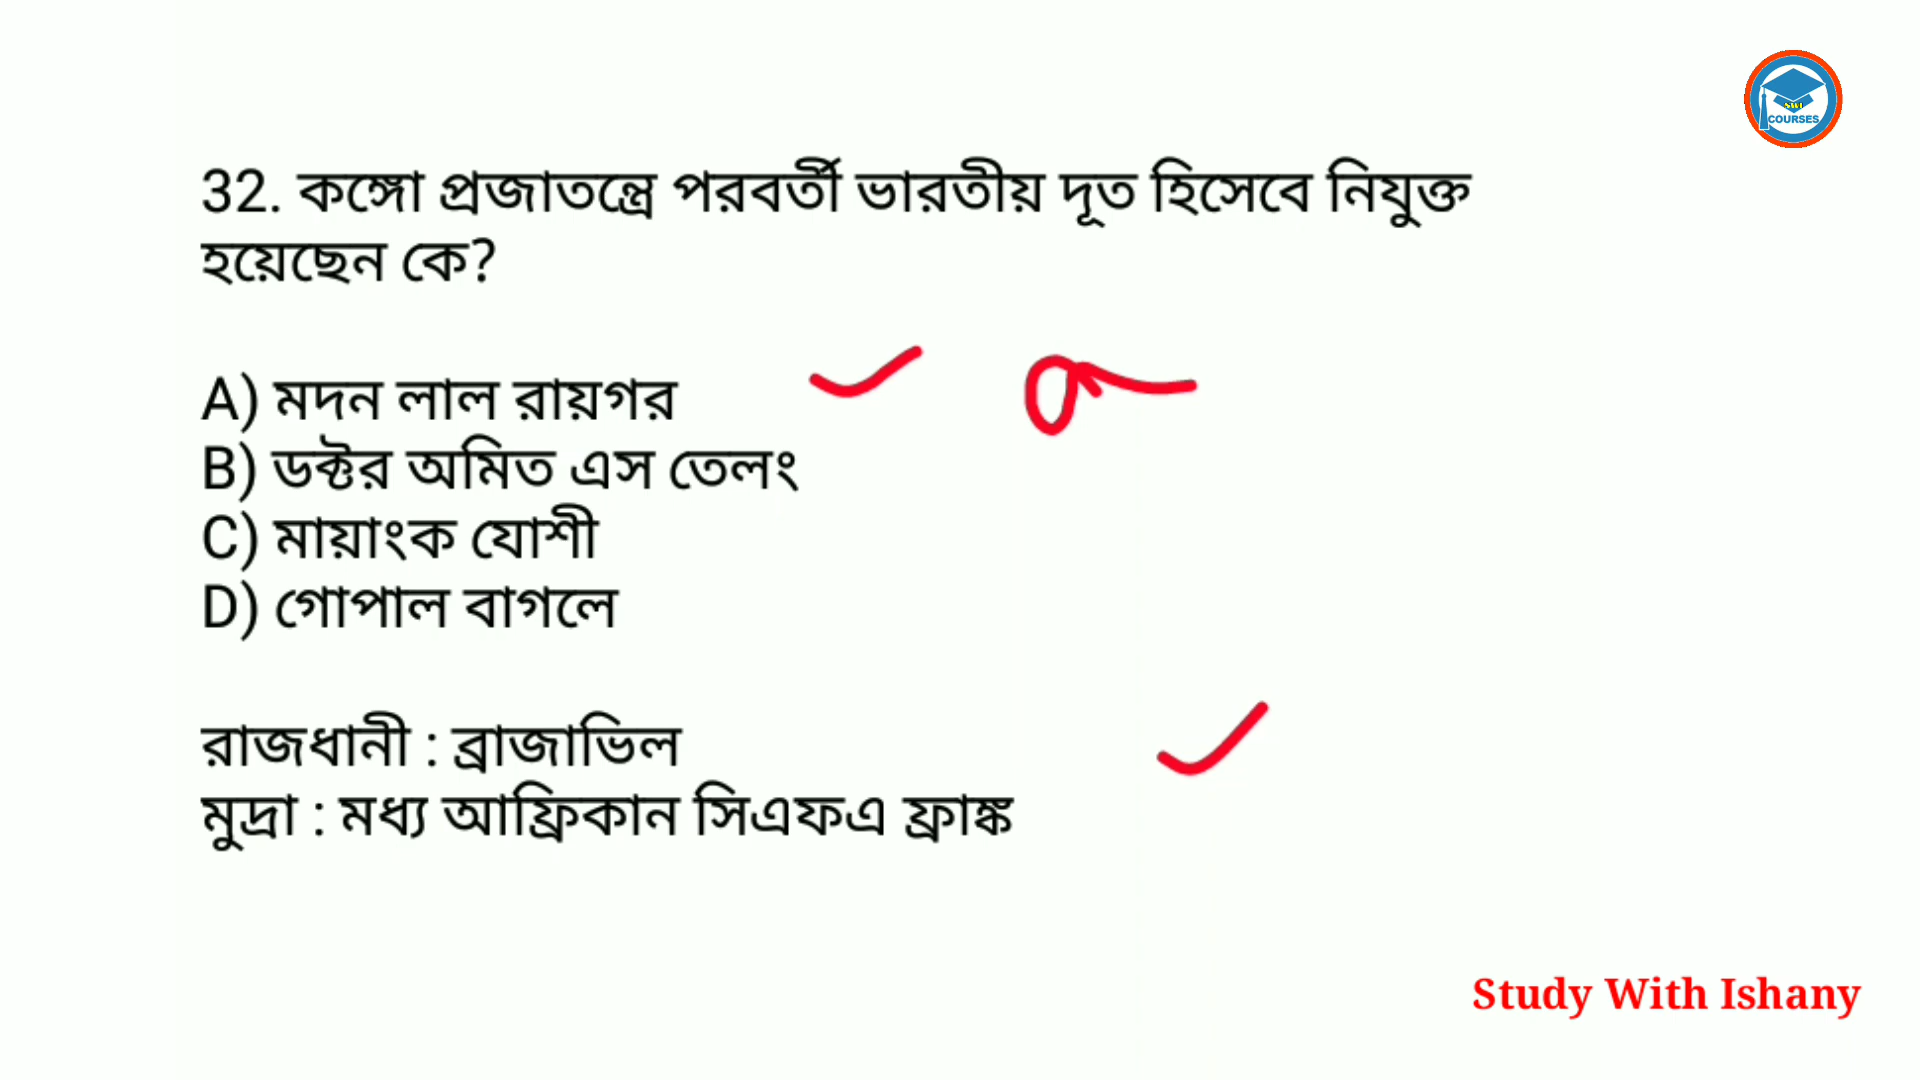 SWI
COURSES
32. কঙ্গো প্রজাতন্ত্রে পরবর্তী ভারতীয় দূত হিসেবে নিযুক্ত
হয়েছেন কে?
A) মদন লাল রায়গর
B) ডক্টর অমিত এস তেলং
C) মায়াংক যোশী
D) গোপাল বাগলে
রাজধানী : ব্রাজাভিল
মুদ্রা : মধ্য আফ্রিকান সিএফএ ফ্রাঙ্ক
Study With Ishany